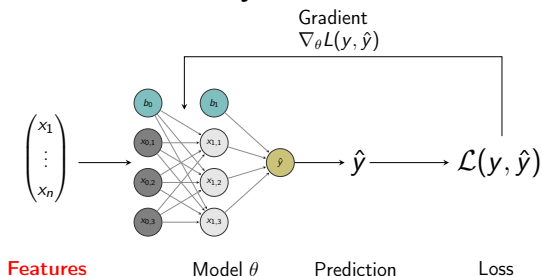 Gradient
∇θL(y, ŷ)
b₀ b₁
x₁
⋮
xₙ
x₀,₁ x₁,₁
x₀,₂ x₁,₂
x₀,₃ x₁,₃
ŷ
ŷ
ℒ(y, ŷ)
Features Model θ Prediction Loss